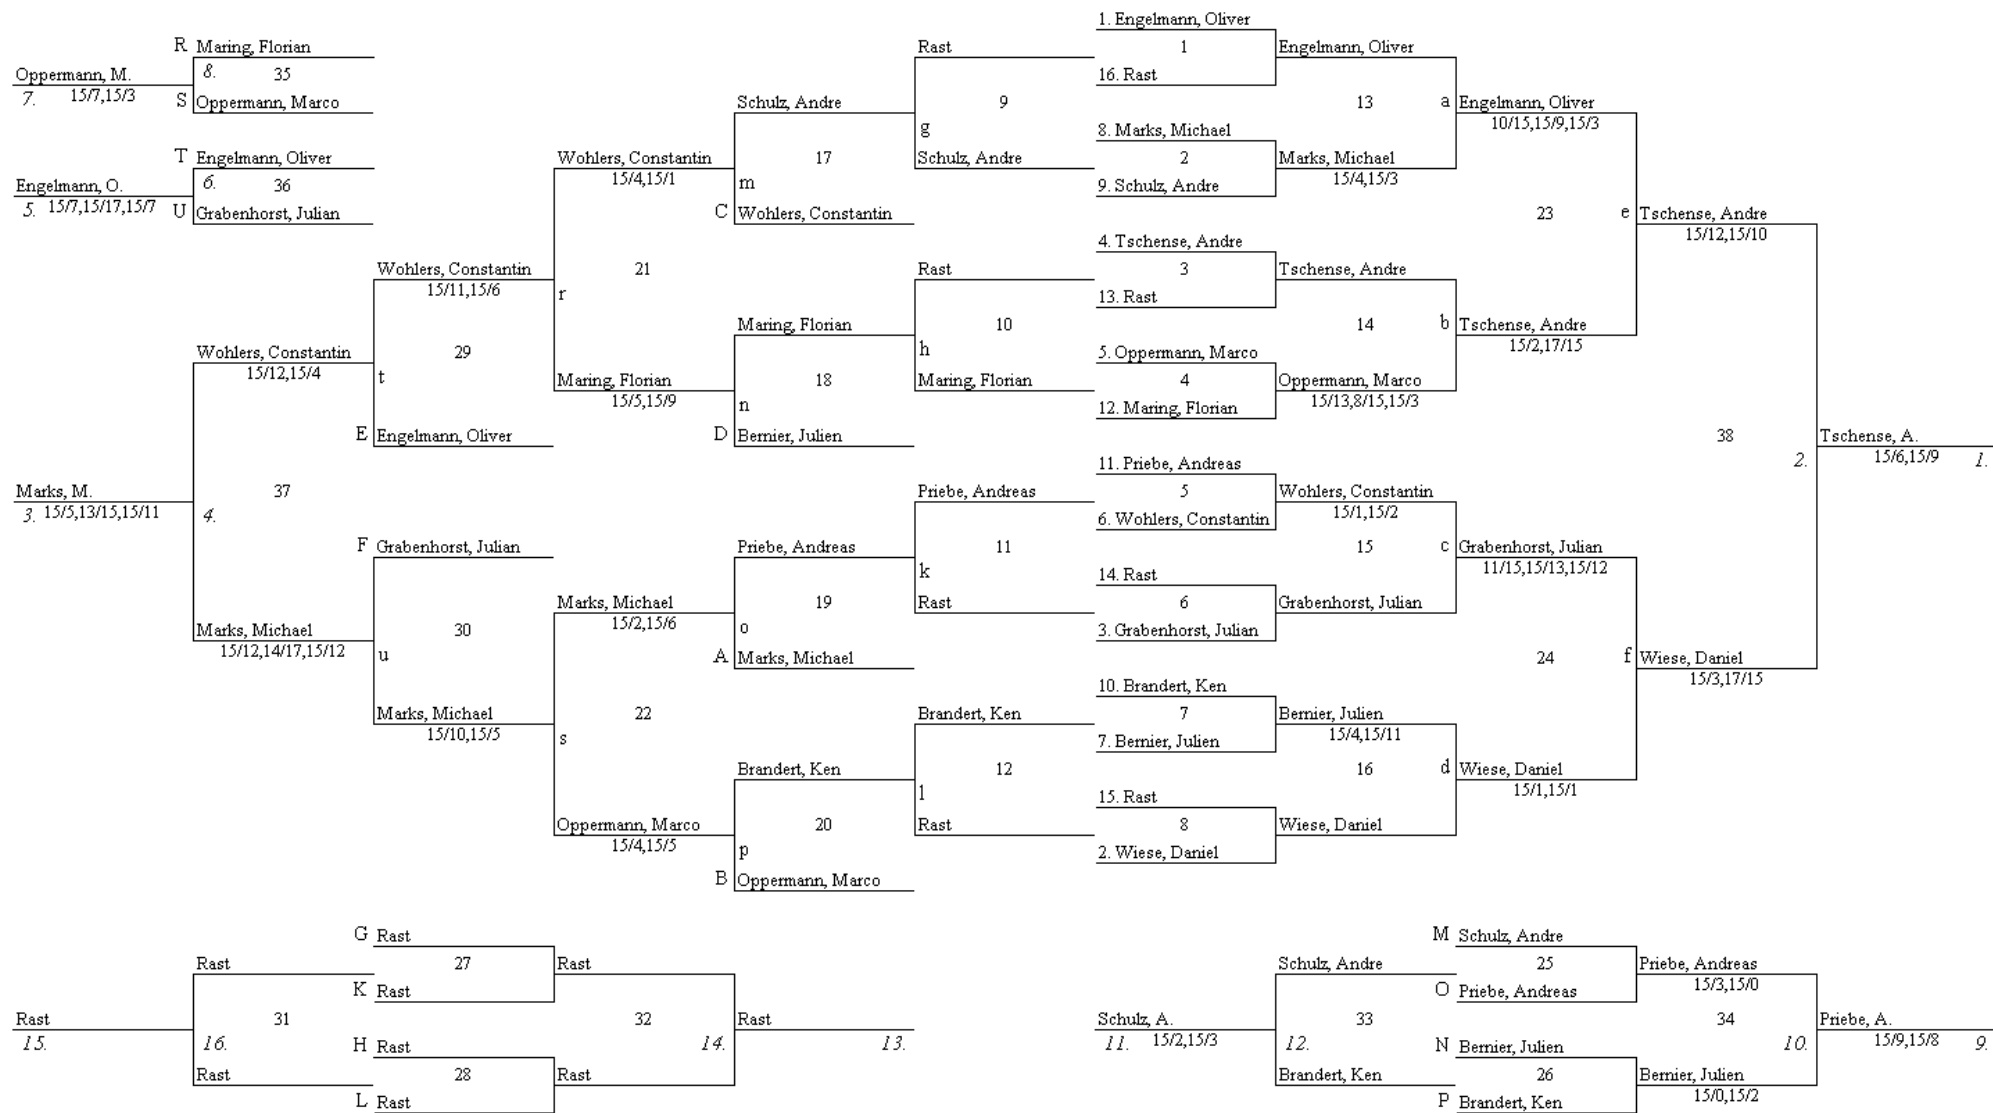 1. Engelmann, Oliver
R Maring, Florian
Rast
1
Engelmann, Oliver
8. 35
Oppermann, M.
16. Rast
7. 15/7,15/3
S Oppermann, Marco
Schulz, Andre
9
13
a Engelmann, Oliver
10/15,15/9,15/3
g
8. Marks, Michael
T Engelmann, Oliver
Wohlers, Constantin
17
Schulz, Andre
2
Marks, Michael
15/4,15/1
15/4,15/3
6. 36
Engelmann, O.
m
9. Schulz, Andre
5. 15/7,15/17,15/7
U Grabenhorst, Julian
C Wohlers, Constantin
23
e Tschense, Andre
15/12,15/10
4. Tschense, Andre
Wohlers, Constantin
21
Rast
3
Tschense, Andre
15/11,15/6
r
13. Rast
Maring, Florian
10
14
b Tschense, Andre
15/2,17/15
Wohlers, Constantin
29
h
5. Oppermann, Marco
15/12,15/4
t
Maring, Florian
18
Maring, Florian
4
Oppermann, Marco
15/5,15/9
15/13,8/15,15/3
n
12. Maring, Florian
E Engelmann, Oliver
D Bernier, Julien
38
Tschense, A.
2. 15/6,15/9 1.
11. Priebe, Andreas
Marks, M.
37
Priebe, Andreas
5
Wohlers, Constantin
3. 15/5,13/15,15/11
4.
15/1,15/2
6. Wohlers, Constantin
F Grabenhorst, Julian
Priebe, Andreas
11
15
c Grabenhorst, Julian
11/15,15/13,15/12
k
14. Rast
Marks, Michael
19
Rast
6
Grabenhorst, Julian
15/2,15/6
Marks, Michael
30
o
3. Grabenhorst, Julian
15/12,14/17,15/12
u
A Marks, Michael
24
f Wiese, Daniel
15/3,17/15
10. Brandert, Ken
Marks, Michael
22
Brandert, Ken
7
Bernier, Julien
15/10,15/5
15/4,15/11
s
7. Bernier, Julien
Brandert, Ken
12
16
d Wiese, Daniel
15/1,15/1
l
15. Rast
Oppermann, Marco
20
Rast
8
Wiese, Daniel
15/4,15/5
p
2. Wiese, Daniel
B Oppermann, Marco
G Rast
M Schulz, Andre
Rast
27
Rast
Schulz, Andre
25
Priebe, Andreas
15/3,15/0
K Rast
O Priebe, Andreas
Rast
31
32
Rast
Schulz, A.
33
34
Priebe, A.
15.
16.
14.
13.
11. 15/2,15/3
12.
10.
15/9,15/8 9.
H Rast
N Bernier, Julien
Rast
28
Rast
Brandert, Ken
26
Bernier, Julien
15/0,15/2
L Rast
P Brandert, Ken